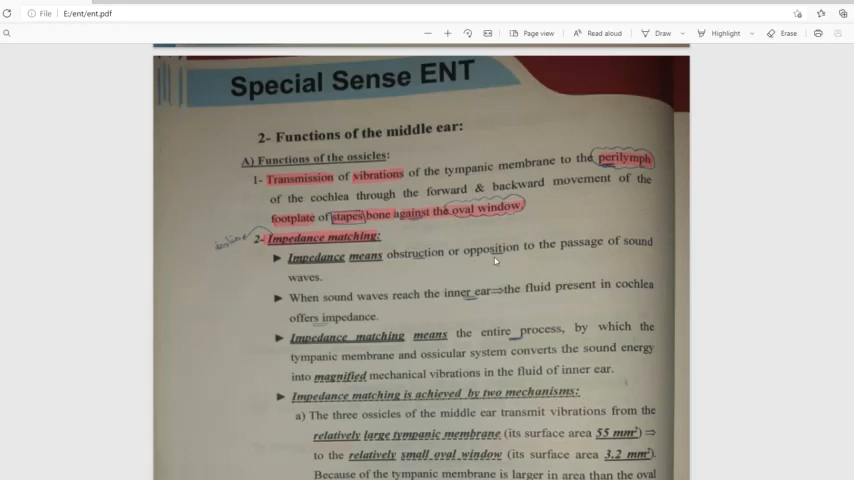 File E:/ent/ent.pdf
Page view Read aloud Draw Highlight Erase
Special Sense ENT
2- Functions of the middle ear:
A) Functions of the ossicles:
1- Transmission of vibrations of the tympanic membrane to the perilymph
of the cochlea through the forward & backward movement of the
footplate of stapes bone against the oval window.
2- Impedance matching:
► Impedance means obstruction or opposition to the passage of sound
waves.
► When sound waves reach the inner ear⇒the fluid present in cochlea
offers impedance.
► Impedance matching means the entire process, by which the
tympanic membrane and ossicular system converts the sound energy
into magnified mechanical vibrations in the fluid of inner ear.
► Impedance matching is achieved by two mechanisms:
a) The three ossicles of the middle ear transmit vibrations from the
relatively large tympanic membrane (its surface area 55 mm²) ⇒
to the relatively small oval window (its surface area 3.2 mm²).
Because of the tympanic membrane is larger in area than the oval